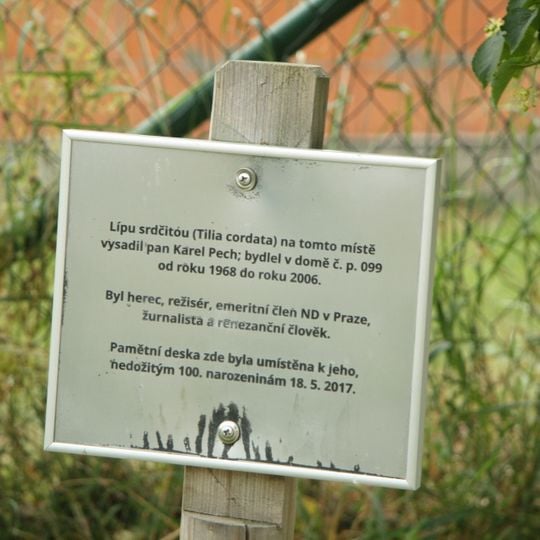 Lípu srdčitou (Tilia cordata) na tomto místě
vysadil pan Karel Pech; bydlel v domě č. p. 099
od roku 1968 do roku 2006.
Byl herec, režisér, emeritní člen ND v Praze,
žurnalista a renezanční člověk.
Pamětní deska zde byla umístěna k jeho,
nedožitým 100. narozeninám 18. 5. 2017.